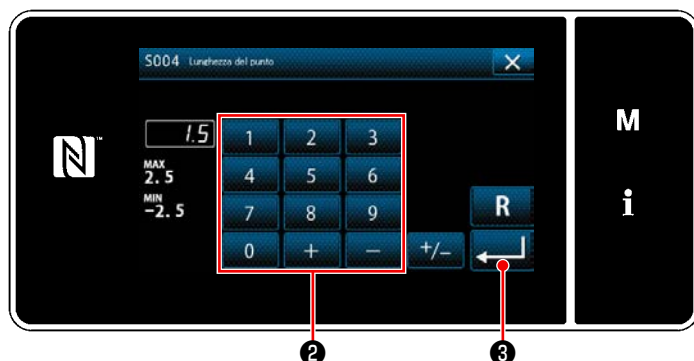 S004 Lunghezza del punto
1.5
MAX
2.5
MIN
-2.5
1 2 3
4 5 6
7 8 9
0 + - +/-
R
M
i
❷ ❸